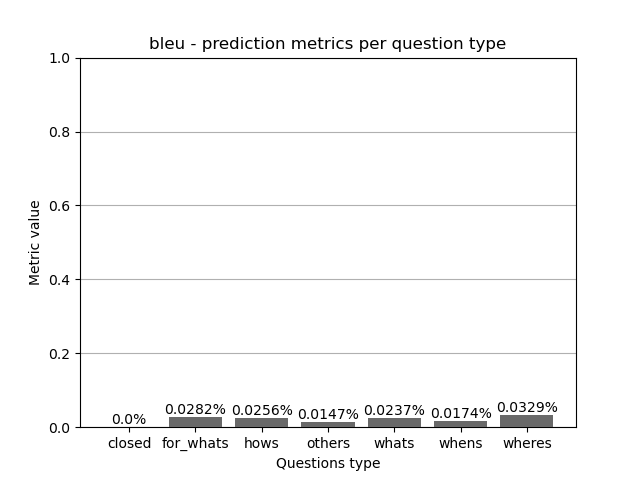 bleu - prediction metrics per question type
1.0
0.8
0.6
0.4
0.2
0.0
Metric value
0.0%
0.0282%
0.0256%
0.0147%
0.0237%
0.0174%
0.0329%
closed
for_whats
hows
others
whats
whens
wheres
Questions type